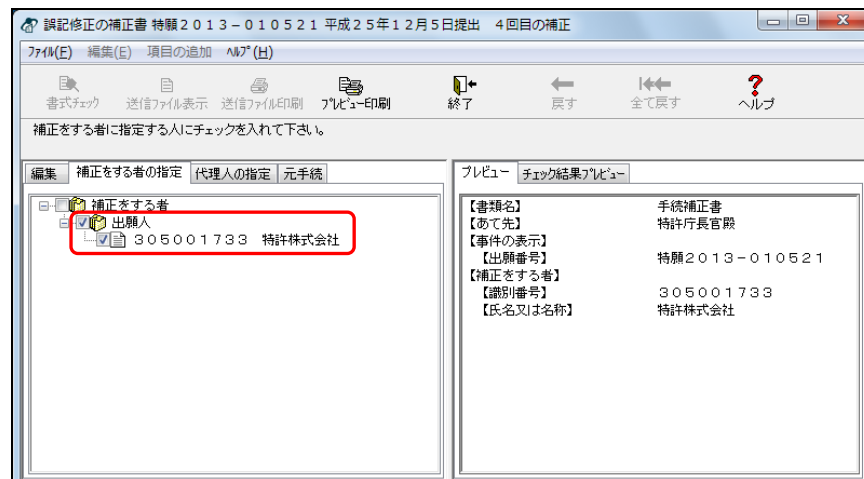 誤記修正の補正書 特願２０１３－０１０５２１ 平成２５年１２月５日提出　４回目の補正
ﾌｧｲﾙ(F)　編集(E)　項目の追加　ﾍﾙﾌﾟ(H)
書式ﾁｪｯｸ　送信ﾌｧｲﾙ表示　送信ﾌｧｲﾙ印刷　ﾌﾟﾚﾋﾞｭｰ印刷　終了　戻す　全て戻す　ヘルプ
補正をする者に指定する人にチェックを入れて下さい。
編集　補正をする者の指定　代理人の指定　元手続
補正をする者
出願人
３０５００１７３３　特許株式会社
プレビュー　チェック結果ﾌﾟﾚﾋﾞｭｰ
【書類名】　手続補正書
【あて先】　特許庁長官殿
【事件の表示】
【出願番号】　特願２０１３－０１０５２１
【補正をする者】
【識別番号】　３０５００１７３３
【氏名又は名称】　特許株式会社